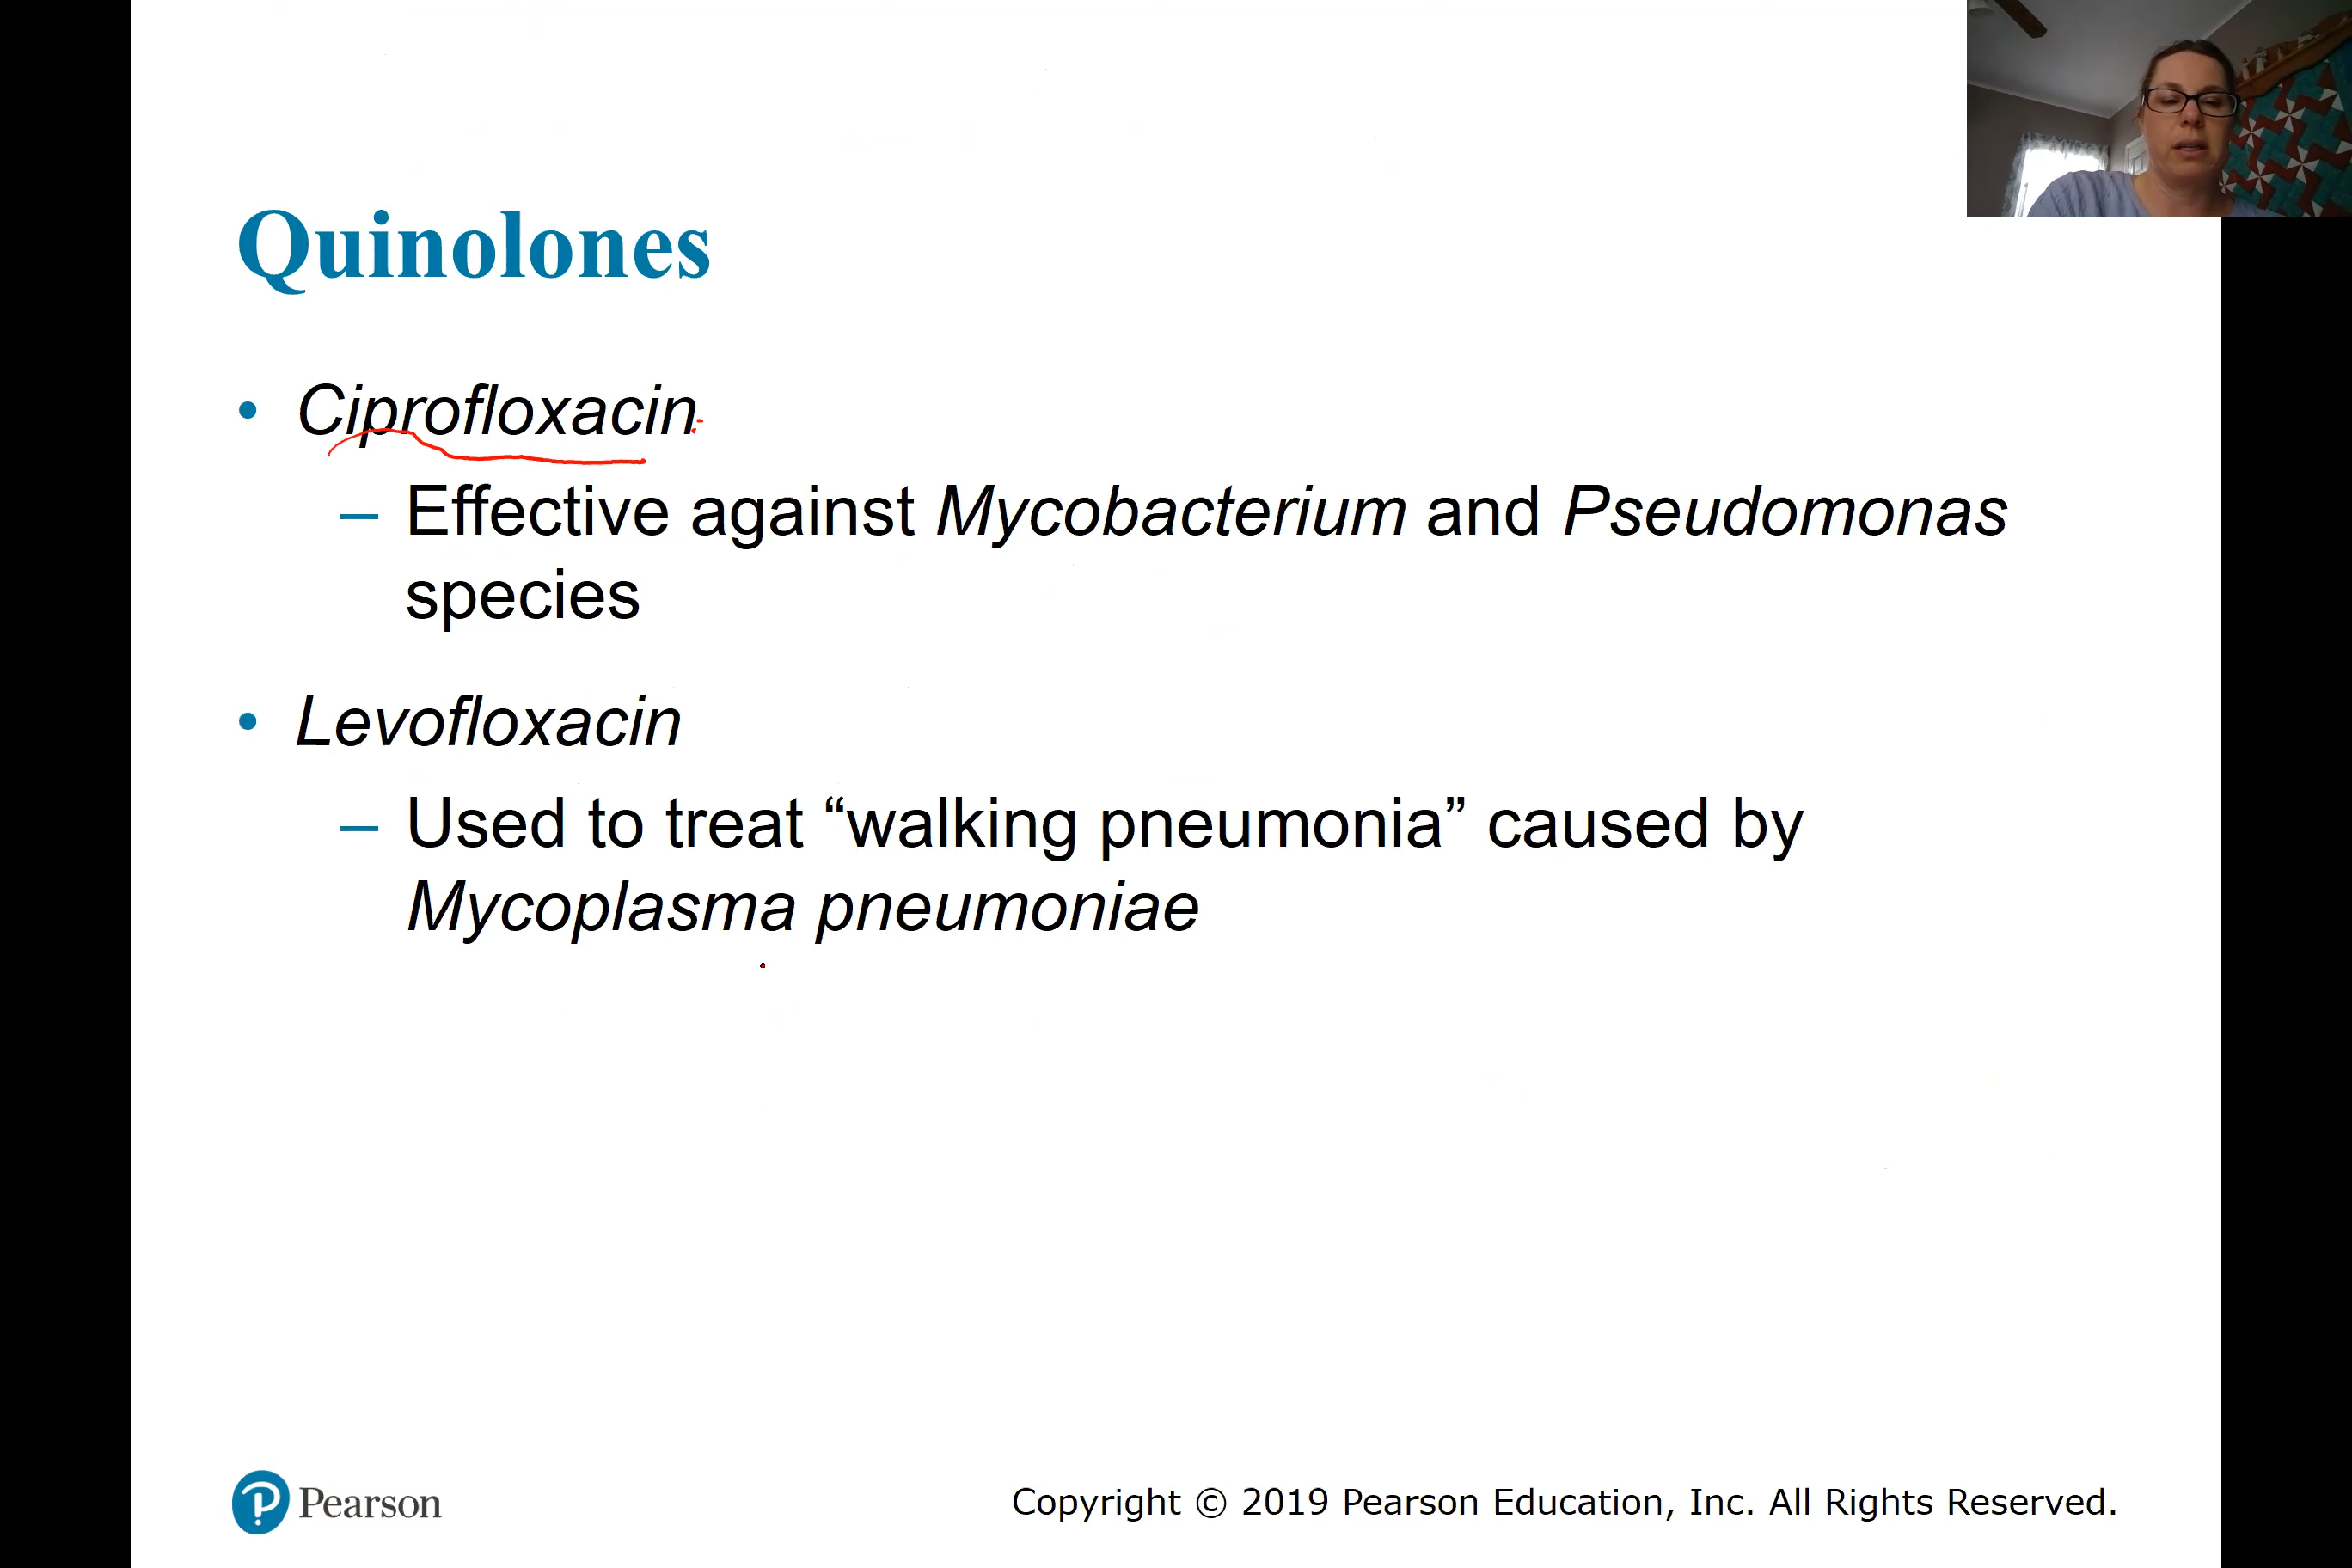 Quinolones
• Ciprofloxacin
– Effective against Mycobacterium and Pseudomonas
species
• Levofloxacin
– Used to treat “walking pneumonia” caused by
Mycoplasma pneumoniae
Pearson
Copyright © 2019 Pearson Education, Inc. All Rights Reserved.